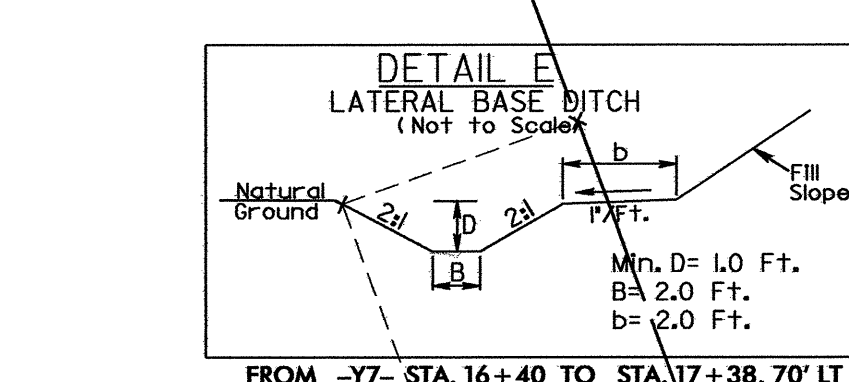 DETAIL E
LATERAL BASE DITCH
(Not to Scale)
b
Natural
Ground
2:1
D
2:1
1"/Ft.
Fill
Slope
B
Min. D= 1.0 Ft.
B= 2.0 Ft.
b= 2.0 Ft.
FROM -Y7- STA. 16+40 TO STA. 17+38, 70' LT